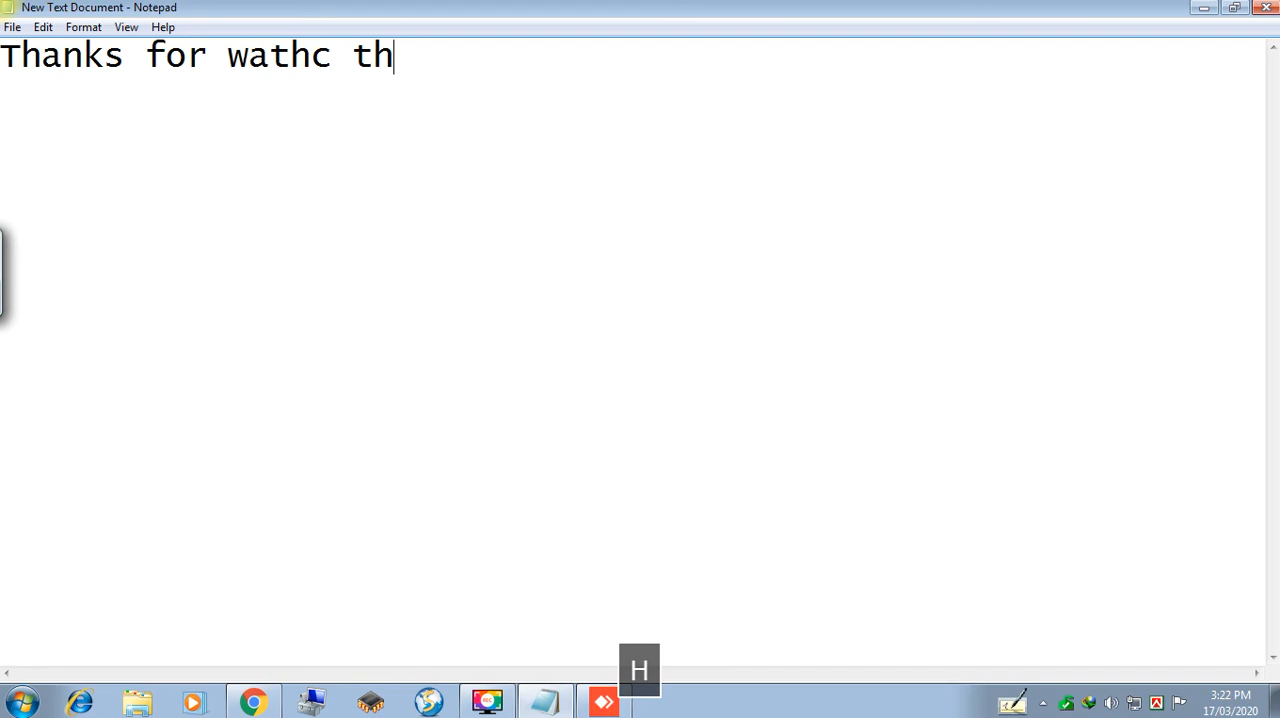 New Text Document - Notepad
File Edit Format View Help
Thanks for wathc th
H
REC
3:22 PM
17/03/2020